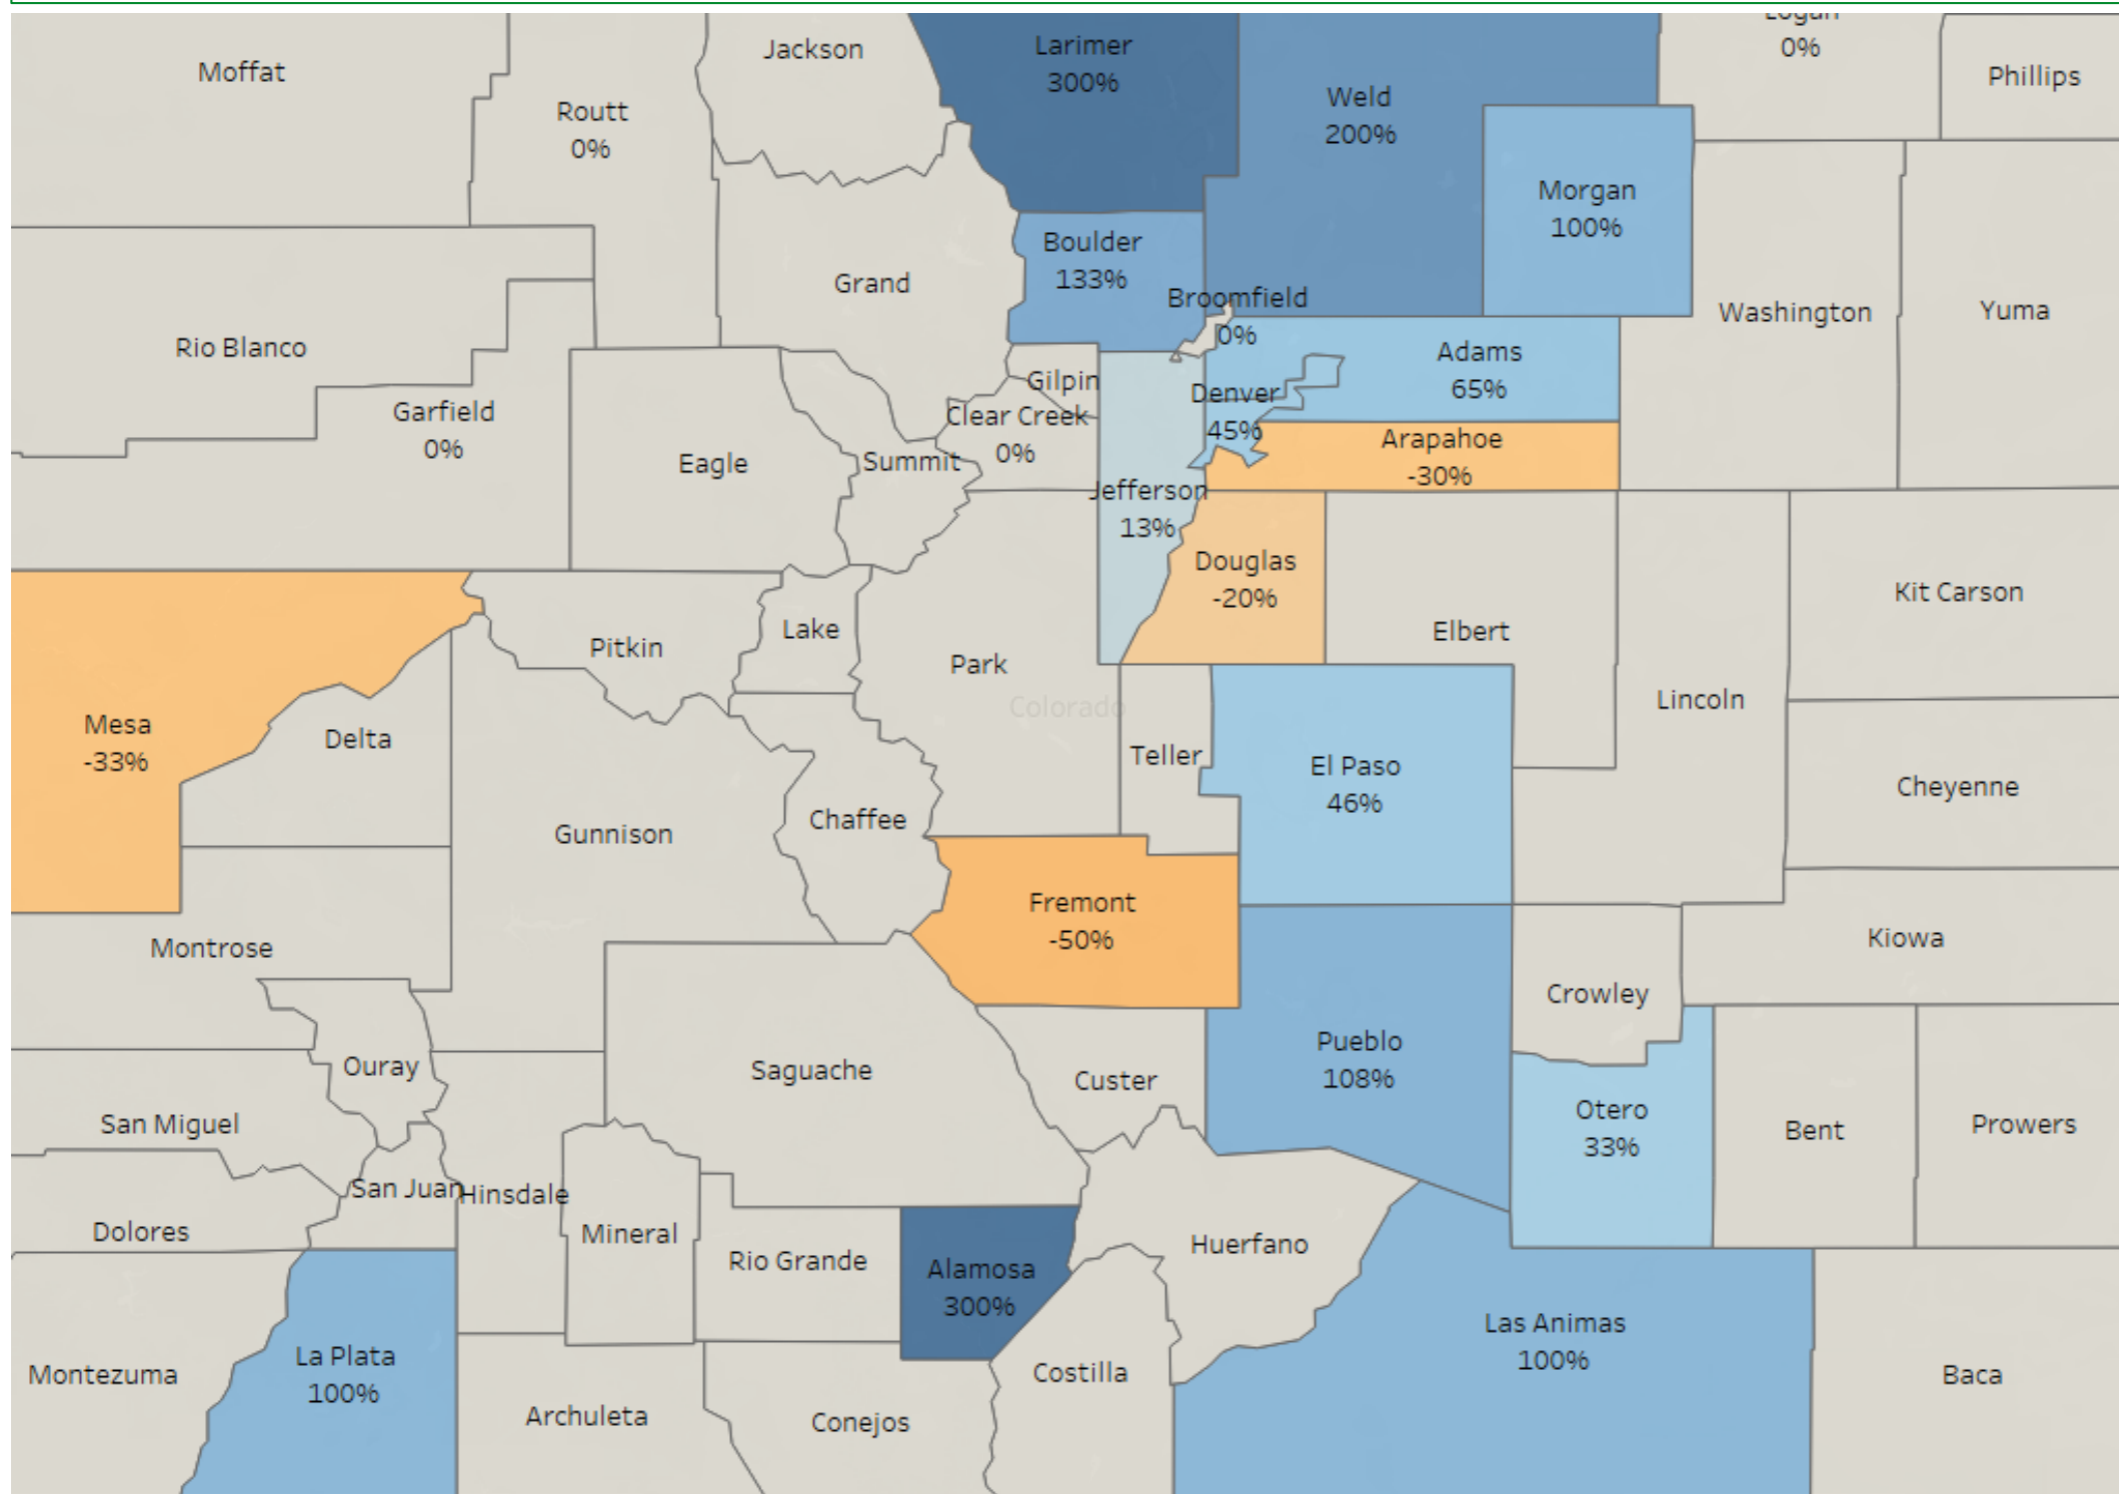 Logan
0%
Jackson
Larimer
300%
Moffat
Phillips
Weld
200%
Routt
0%
Morgan
100%
Boulder
133%
Grand
Broomfield
0%
Washington
Yuma
Rio Blanco
Adams
65%
Gilpin
Denver
45%
Garfield
0%
Clear Creek
0%
Arapahoe
-30%
Eagle
Summit
Jefferson
13%
Douglas
-20%
Kit Carson
Lake
Elbert
Pitkin
Park
Lincoln
Colorado
Mesa
-33%
Delta
Teller
El Paso
46%
Cheyenne
Chaffee
Gunnison
Fremont
-50%
Kiowa
Montrose
Crowley
Pueblo
108%
Ouray
Saguache
Custer
Otero
33%
San Miguel
Prowers
Bent
San Juan
Hinsdale
Dolores
Mineral
Huerfano
Rio Grande
Alamosa
300%
Las Animas
100%
La Plata
100%
Costilla
Montezuma
Baca
Archuleta
Conejos